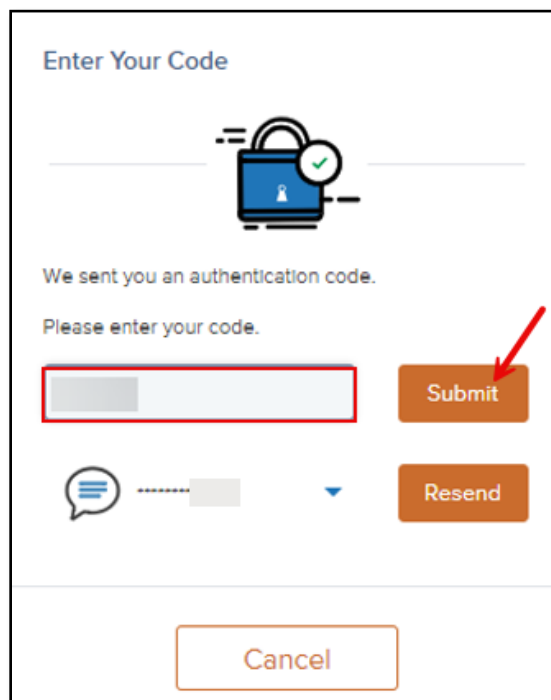 Enter Your Code
We sent you an authentication code.
Please enter your code.
Submit
Resend
Cancel